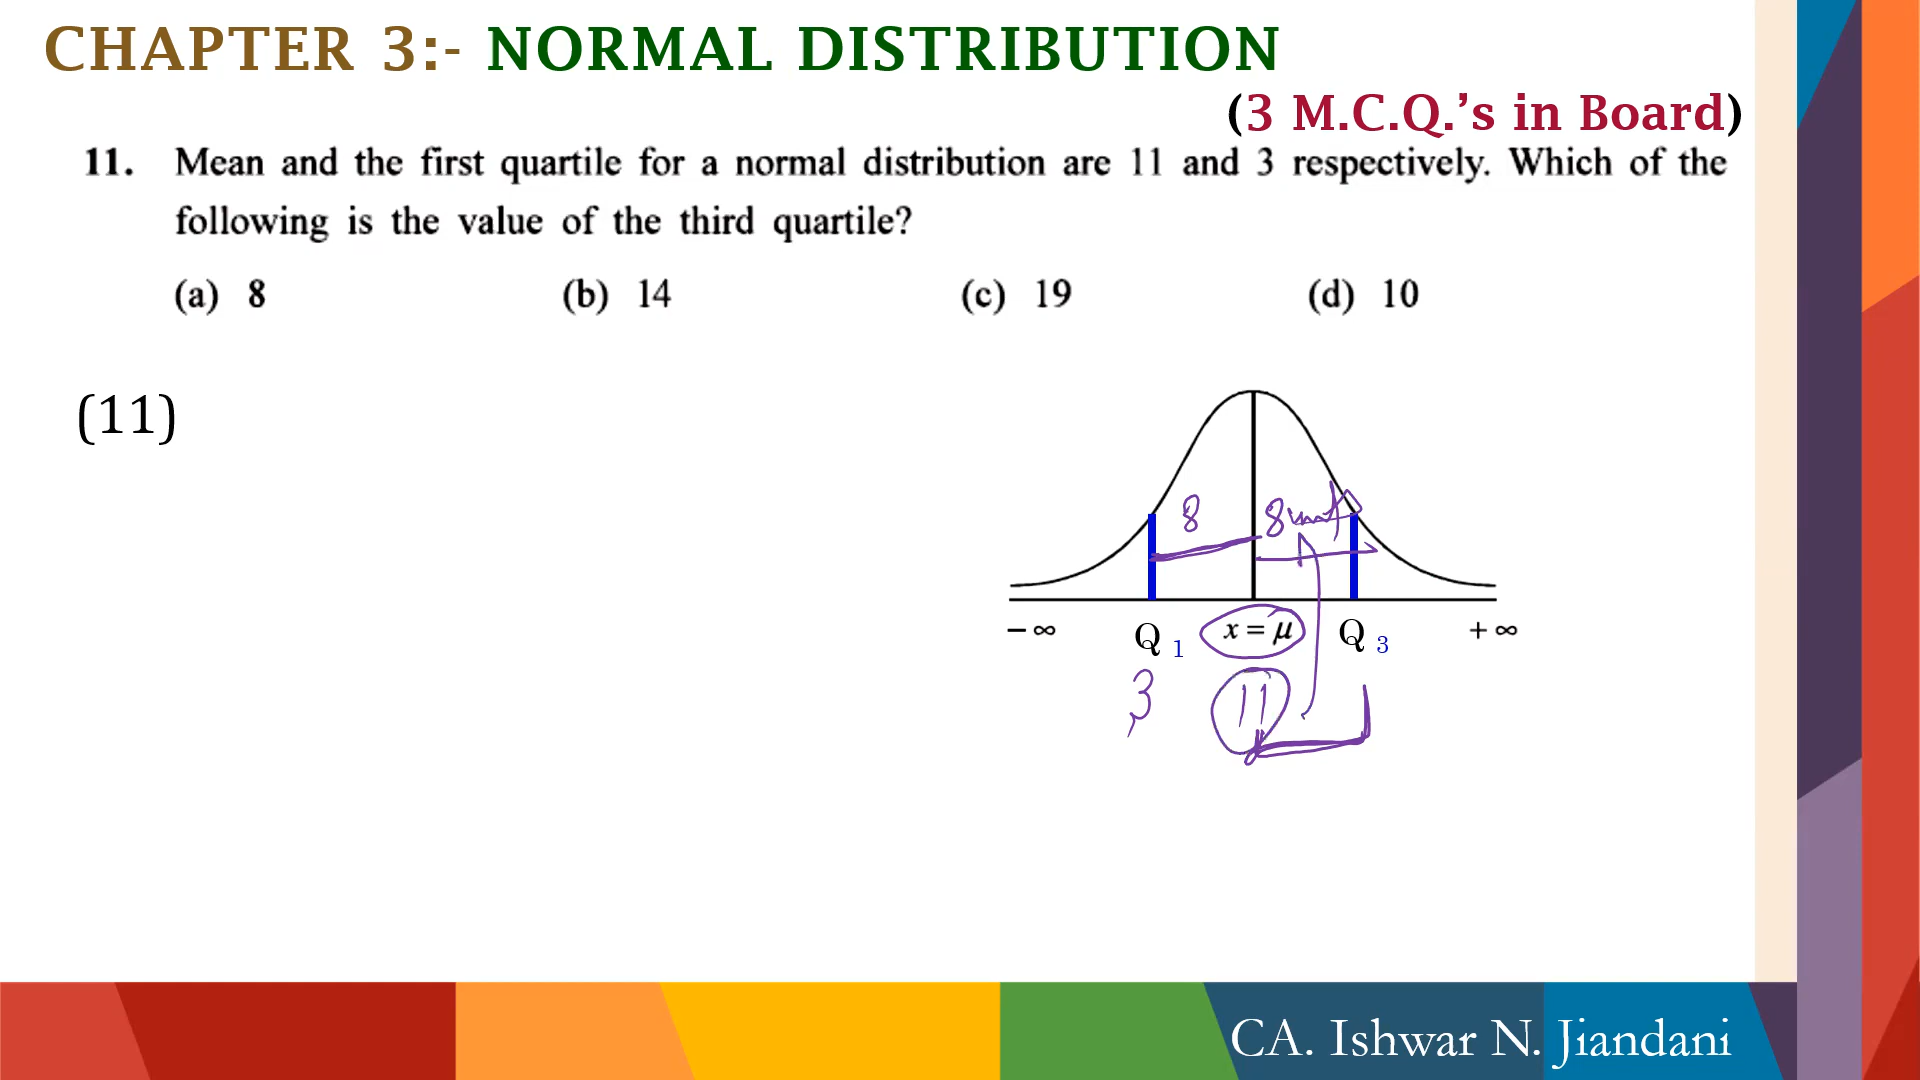 CHAPTER 3:- NORMAL DISTRIBUTION
(3 M.C.Q.’s in Board)
11. Mean and the first quartile for a normal distribution are 11 and 3 respectively. Which of the
following is the value of the third quartile?
(a) 8 (b) 14 (c) 19 (d) 10
(11)
8 8 units
− ∞ Q 1 x = μ Q 3 + ∞
3 11
CA. Ishwar N. Jiandani